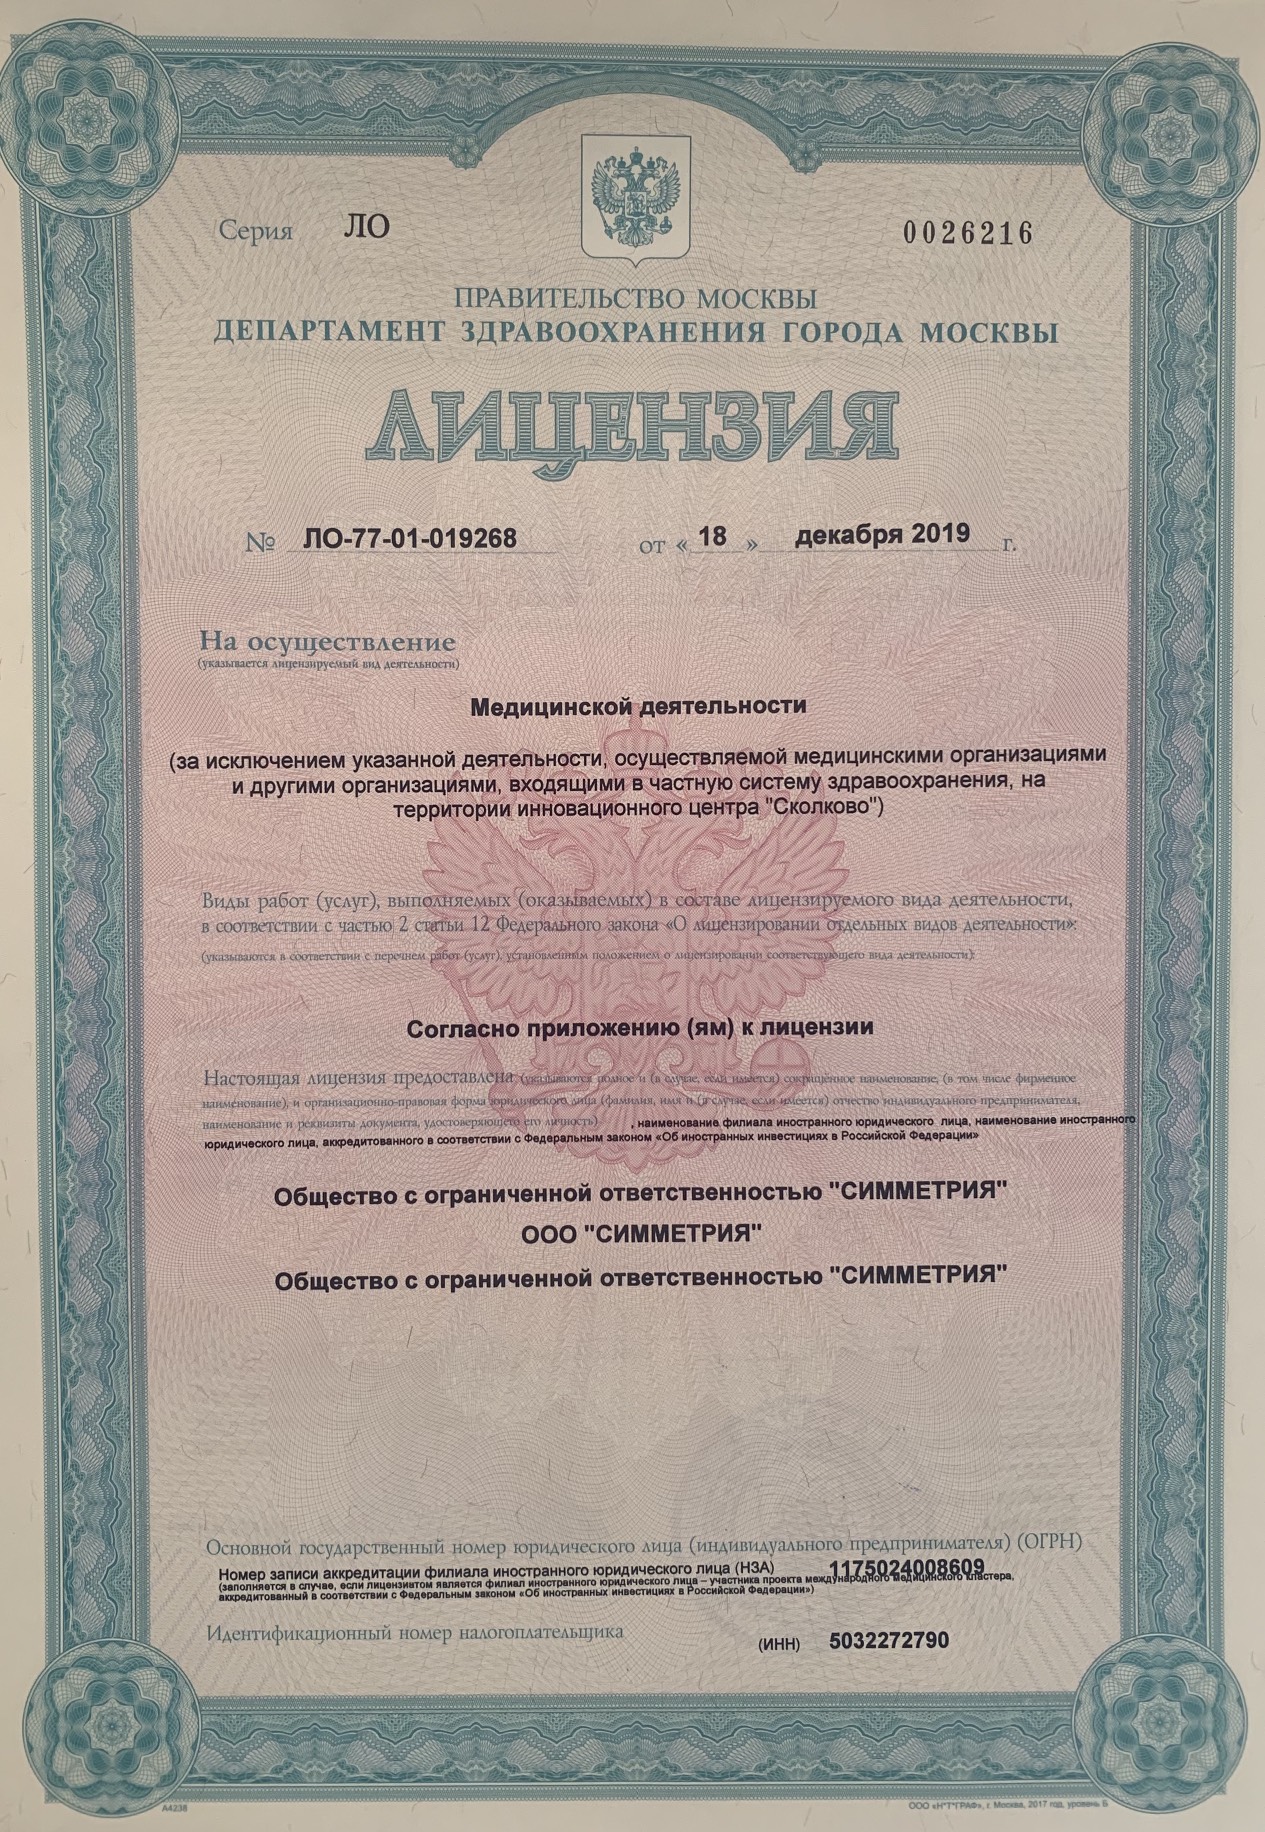 Серия ЛО 0026216
ПРАВИТЕЛЬСТВО МОСКВЫ
ДЕПАРТАМЕНТ ЗДРАВООХРАНЕНИЯ ГОРОДА МОСКВЫ
ЛИЦЕНЗИЯ
№ ЛО-77-01-019268 от « 18 » декабря 2019 г.
На осуществление
(указывается лицензируемый вид деятельности)
Медицинской деятельности
(за исключением указанной деятельности, осуществляемой медицинскими организациями
и другими организациями, входящими в частную систему здравоохранения, на
территории инновационного центра "Сколково")
Виды работ (услуг), выполняемых (оказываемых) в составе лицензируемого вида деятельности,
в соответствии с частью 2 статьи 12 Федерального закона «О лицензировании отдельных видов деятельности»:
(указываются в соответствии с перечнем работ (услуг), установленным положением о лицензировании соответствующего вида деятельности):
Согласно приложению (ям) к лицензии
Настоящая лицензия предоставлена (указываются полное и (в случае, если имеется) сокращённое наименование, (в том числе фирменное
наименование), и организационно-правовая форма юридического лица (фамилия, имя и (в случае, если имеется) отчество индивидуального предпринимателя,
наименование и реквизиты документа, удостоверяющего его личность) , наименование филиала иностранного юридического лица, наименование иностранного
юридического лица, аккредитованного в соответствии с Федеральным законом «Об иностранных инвестициях в Российской Федерации»
Общество с ограниченной ответственностью "СИММЕТРИЯ"
ООО "СИММЕТРИЯ"
Общество с ограниченной ответственностью "СИММЕТРИЯ"
Основной государственный номер юридического лица (индивидуального предпринимателя) (ОГРН)
Номер записи аккредитации филиала иностранного юридического лица (НЗА) 1175024008609
(заполняется в случае, если лицензиатом является филиал иностранного юридического лица – участника проекта международного медицинского кластера,
аккредитованный в соответствии с Федеральным законом «Об иностранных инвестициях в Российской Федерации»)
Идентификационный номер налогоплательщика (ИНН) 5032272790
А4238 ООО «Н*Т*ГРАФ», г. Москва, 2017 год, уровень Б